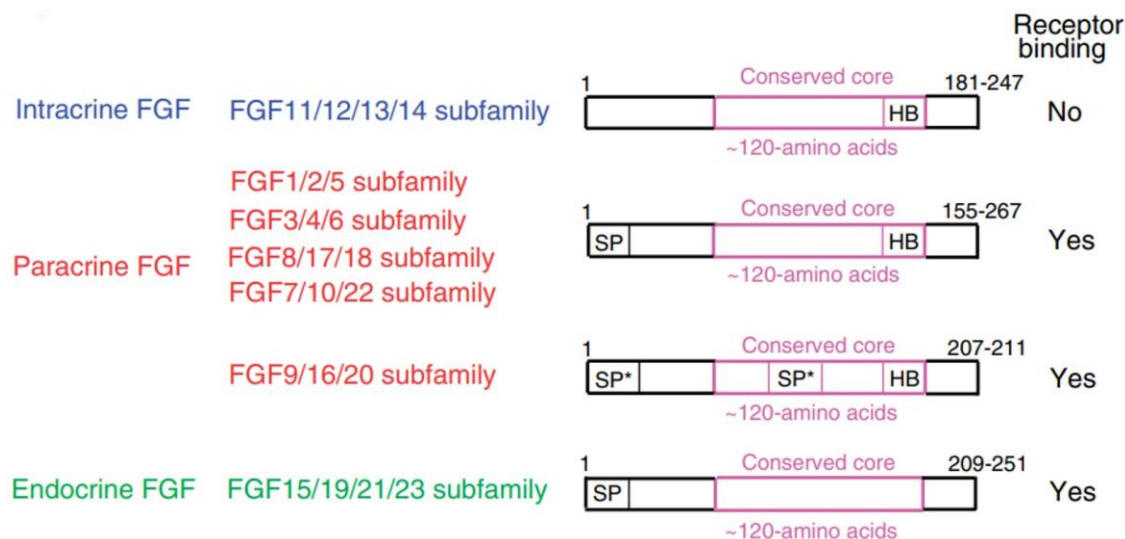 Receptor
binding
1 Conserved core 181-247
Intracrine FGF FGF11/12/13/14 subfamily HB No
~120-amino acids
FGF1/2/5 subfamily
FGF3/4/6 subfamily
1 Conserved core 155-267
Paracrine FGF FGF8/17/18 subfamily SP HB Yes
FGF7/10/22 subfamily
~120-amino acids
1 Conserved core 207-211
FGF9/16/20 subfamily SP* SP* HB Yes
~120-amino acids
1 Conserved core 209-251
Endocrine FGF FGF15/19/21/23 subfamily SP Yes
~120-amino acids